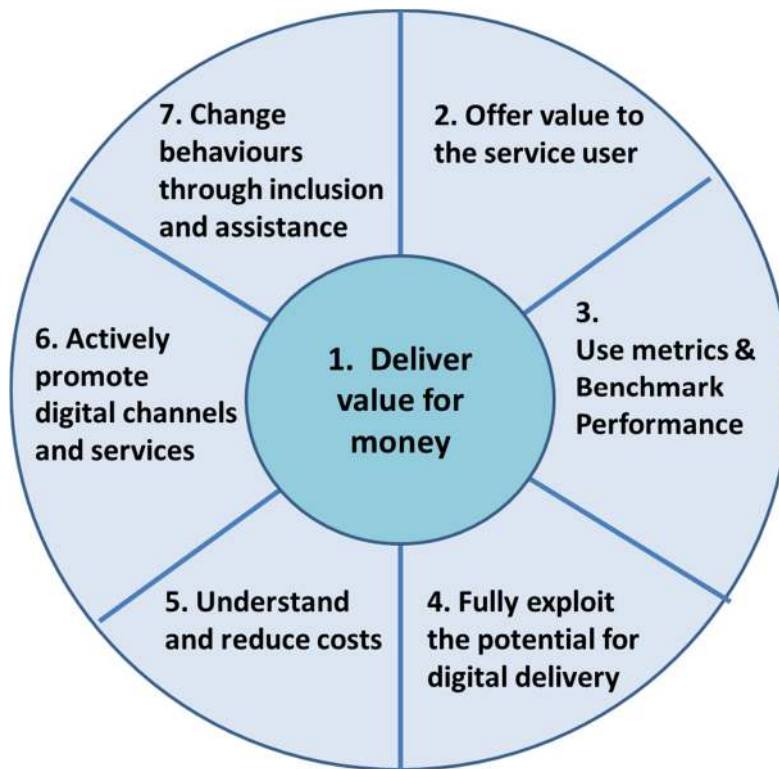 1. Deliver
value for
money
2. Offer value to
the service user
3.
Use metrics &
Benchmark
Performance
4. Fully exploit
the potential for
digital delivery
5. Understand
and reduce costs
6. Actively
promote
digital channels
and services
7. Change
behaviours
through inclusion
and assistance